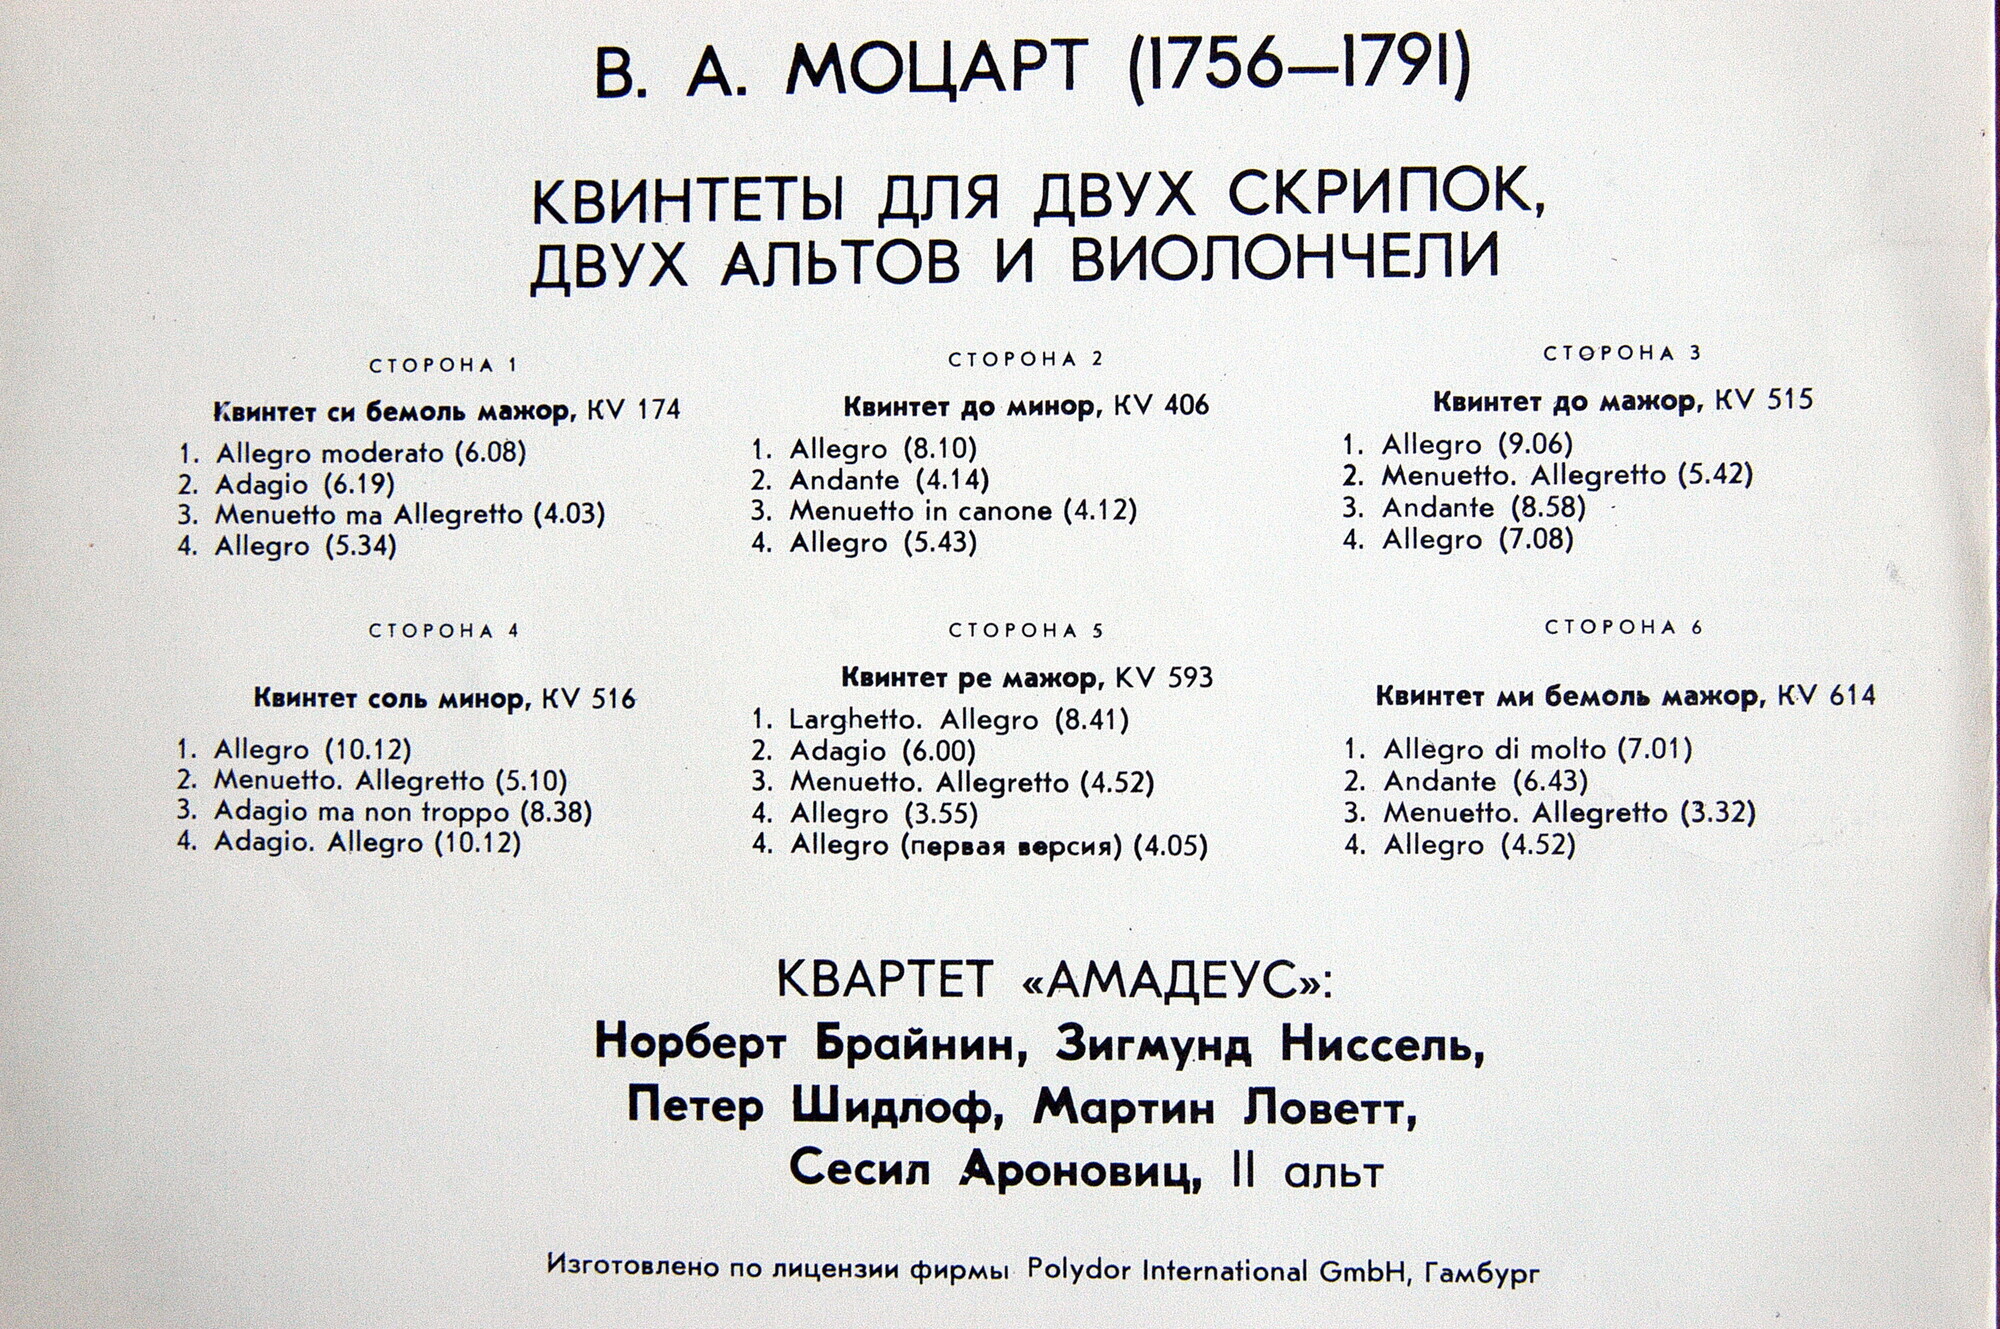 В. А. МОЦАРТ (1756—1791)
КВИНТЕТЫ ДЛЯ ДВУХ СКРИПОК,
ДВУХ АЛЬТОВ И ВИОЛОНЧЕЛИ
СТОРОНА 1
Квинтет си бемоль мажор, KV 174
1. Allegro moderato (6.08)
2. Adagio (6.19)
3. Menuetto ma Allegretto (4.03)
4. Allegro (5.34)
СТОРОНА 2
Квинтет до минор, KV 406
1. Allegro (8.10)
2. Andante (4.14)
3. Menuetto in canone (4.12)
4. Allegro (5.43)
СТОРОНА 3
Квинтет до мажор, KV 515
1. Allegro (9.06)
2. Menuetto. Allegretto (5.42)
3. Andante (8.58)
4. Allegro (7.08)
СТОРОНА 4
Квинтет соль минор, KV 516
1. Allegro (10.12)
2. Menuetto. Allegretto (5.10)
3. Adagio ma non troppo (8.38)
4. Adagio. Allegro (10.12)
СТОРОНА 5
Квинтет ре мажор, KV 593
1. Larghetto. Allegro (8.41)
2. Adagio (6.00)
3. Menuetto. Allegretto (4.52)
4. Allegro (3.55)
4. Allegro (первая версия) (4.05)
СТОРОНА 6
Квинтет ми бемоль мажор, KV 614
1. Allegro di molto (7.01)
2. Andante (6.43)
3. Menuetto. Allegretto (3.32)
4. Allegro (4.52)
КВАРТЕТ «АМАДЕУС»:
Норберт Брайнин, Зигмунд Ниссель,
Петер Шидлоф, Мартин Ловетт,
Сесил Ароновиц, II альт
Изготовлено по лицензии фирмы Polydor International GmbH, Гамбург